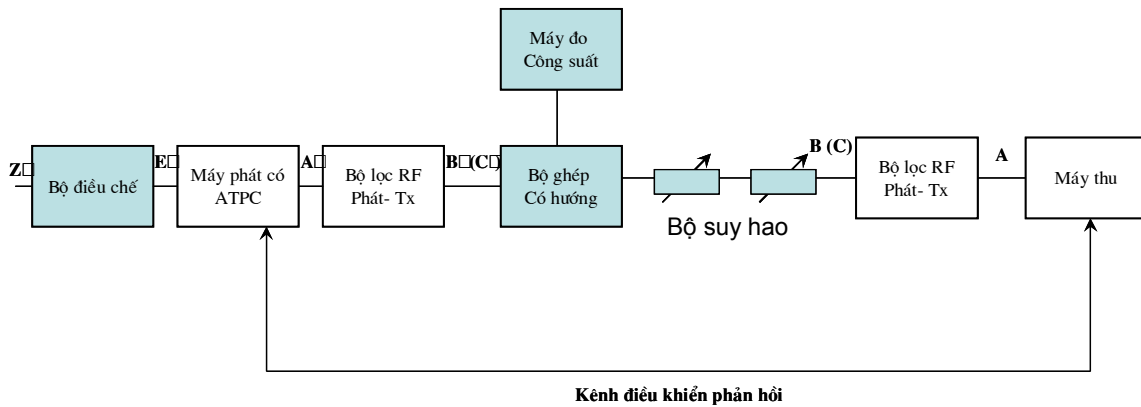 Máy đo
Công suất
Z□
Bộ điều chế
E□
Máy phát có
ATPC
A□
Bộ lọc RF
Phát- Tx
B□(C□)
Bộ ghép
Có hướng
Bộ suy hao
B (C)
Bộ lọc RF
Phát- Tx
A
Máy thu
Kênh điều khiển phản hồi